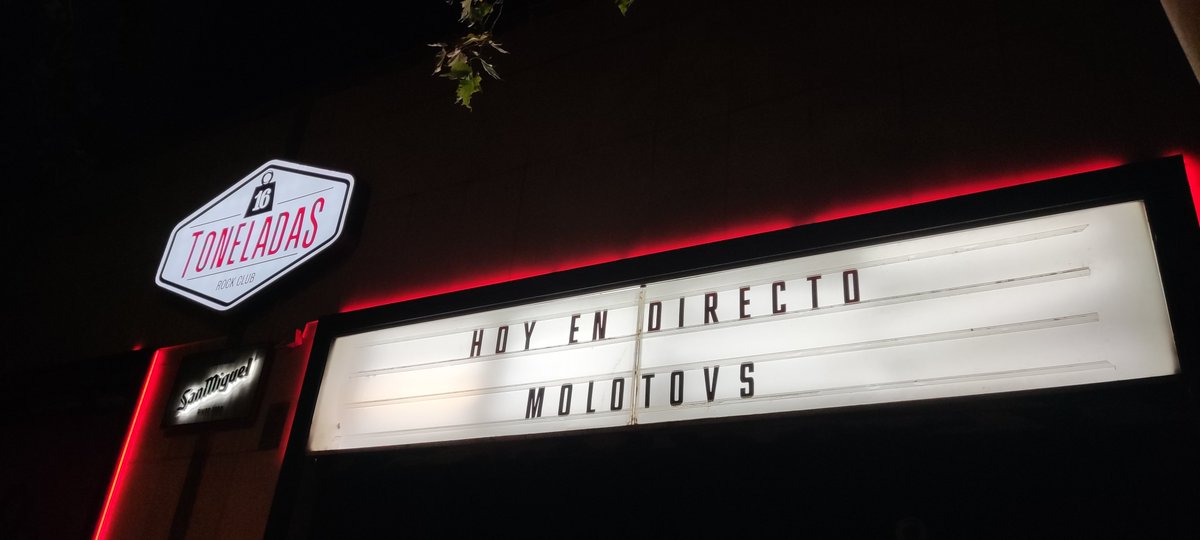 16
TONELADAS
ROCK CLUB
San Miguel
HOY EN DIRECTO
MOLOTOVS